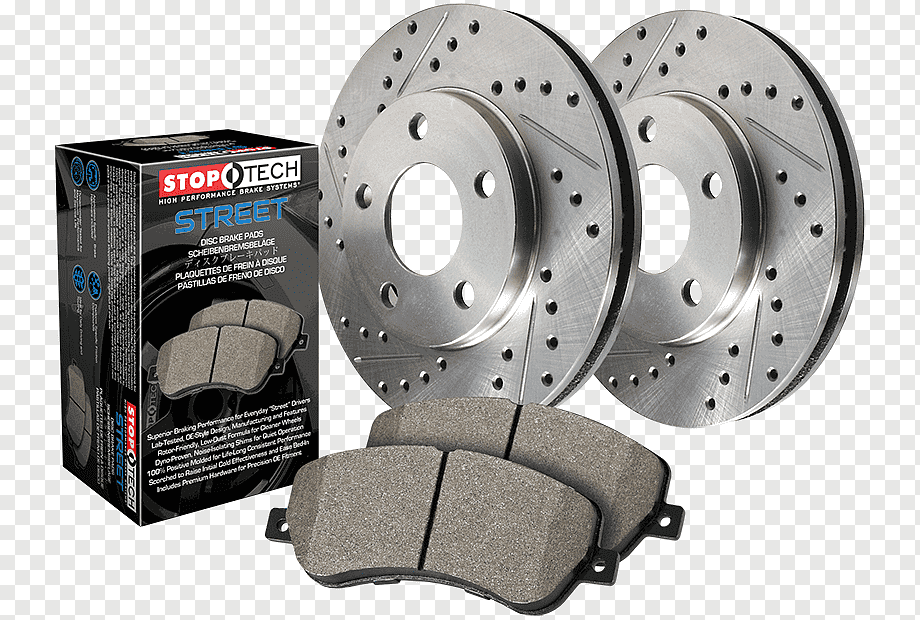 STOPTECH
HIGH PERFORMANCE BRAKE SYSTEMS®
STREET
DISC BRAKE PADS
SCHEIBENBREMSBELÄGE
ディスクブレーキパッド
PLAQUETTES DE FREIN À DISQUE
PASTILLAS DE FRENO DE DISCO
Superior Braking Performance for Everyday "Street" Drivers
Lab-Tested, OE-Style Design, Manufacturing and Features
Rotor-Friendly, Low-Dust Formula for Cleaner Wheels
Dyno-Proven, Noise-Isolating Shims for Quiet Operation
100% Positive Molded for Life-Long Consistent Performance
Scorched to Raise Initial Cold Effectiveness and Ease Bed-In
Includes Premium Hardware for Precision OE Fitment
STOPTECH
STREET